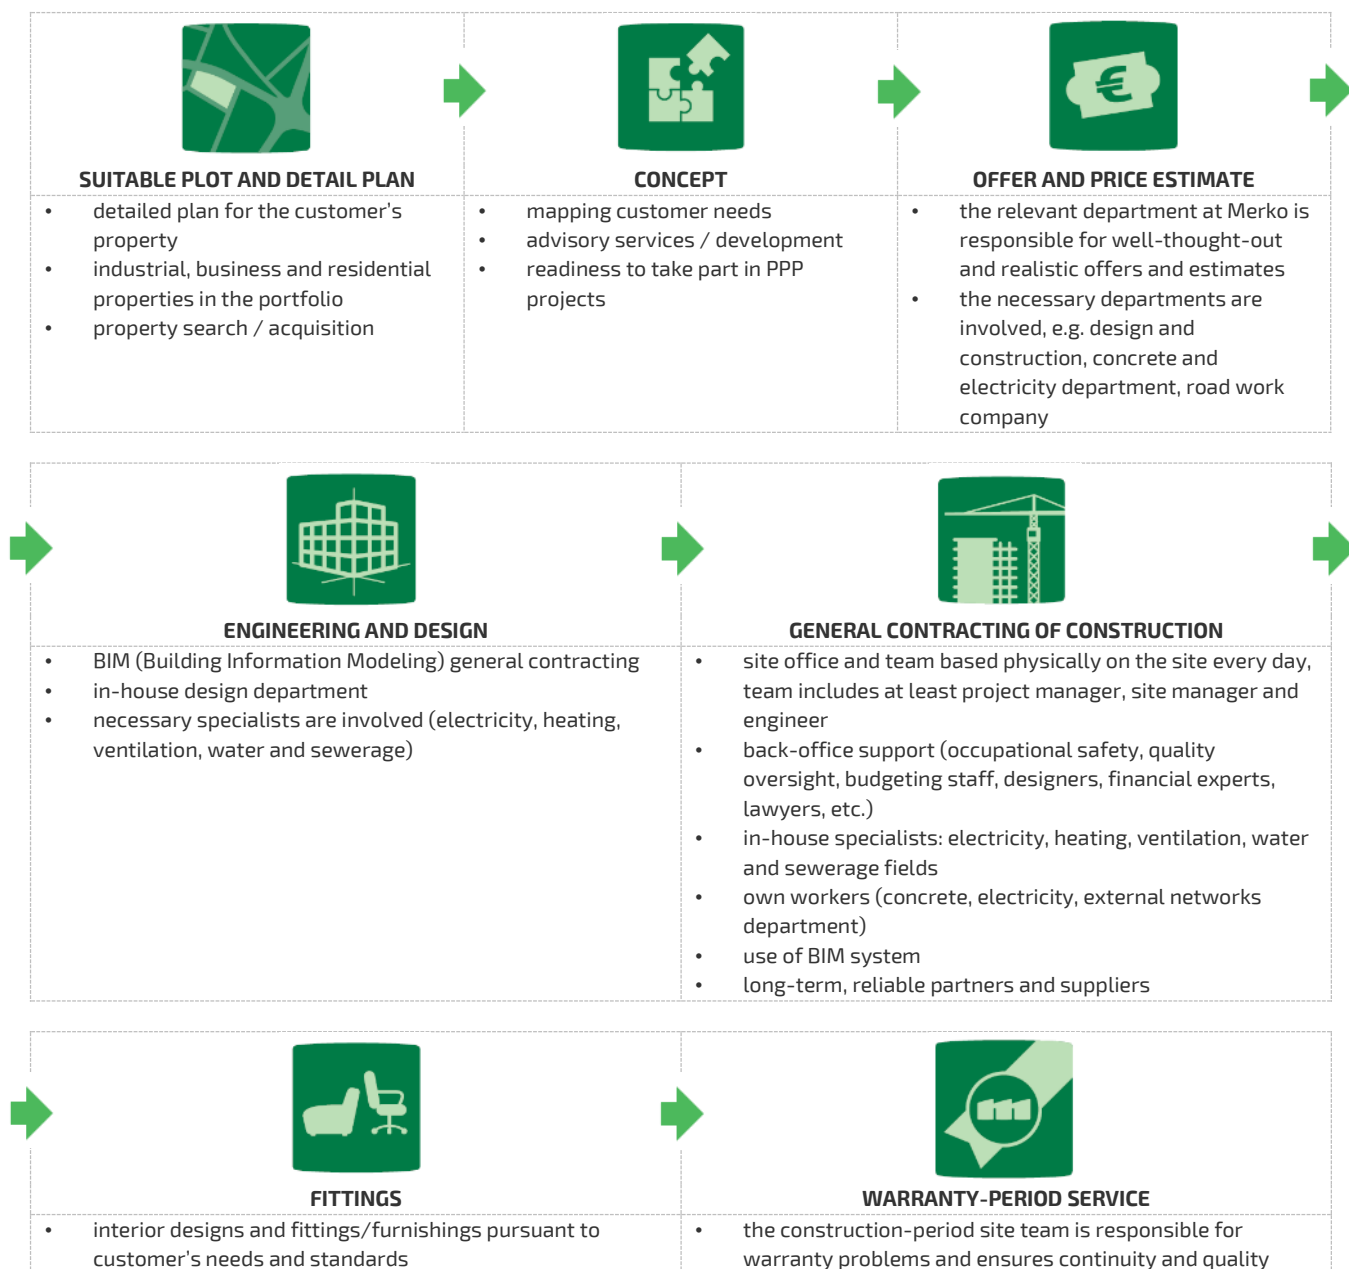 SUITABLE PLOT AND DETAIL PLAN
• detailed plan for the customer's
property
• industrial, business and residential
properties in the portfolio
• property search / acquisition
CONCEPT
• mapping customer needs
• advisory services / development
• readiness to take part in PPP
projects
€
OFFER AND PRICE ESTIMATE
• the relevant department at Merko is
responsible for well-thought-out
and realistic offers and estimates
• the necessary departments are
involved, e.g. design and
construction, concrete and
electricity department, road work
company
ENGINEERING AND DESIGN
• BIM (Building Information Modeling) general contracting
• in-house design department
• necessary specialists are involved (electricity, heating,
ventilation, water and sewerage)
GENERAL CONTRACTING OF CONSTRUCTION
• site office and team based physically on the site every day,
team includes at least project manager, site manager and
engineer
• back-office support (occupational safety, quality
oversight, budgeting staff, designers, financial experts,
lawyers, etc.)
• in-house specialists: electricity, heating, ventilation, water
and sewerage fields
• own workers (concrete, electricity, external networks
department)
• use of BIM system
• long-term, reliable partners and suppliers
FITTINGS
• interior designs and fittings/furnishings pursuant to
customer's needs and standards
WARRANTY-PERIOD SERVICE
• the construction-period site team is responsible for
warranty problems and ensures continuity and quality